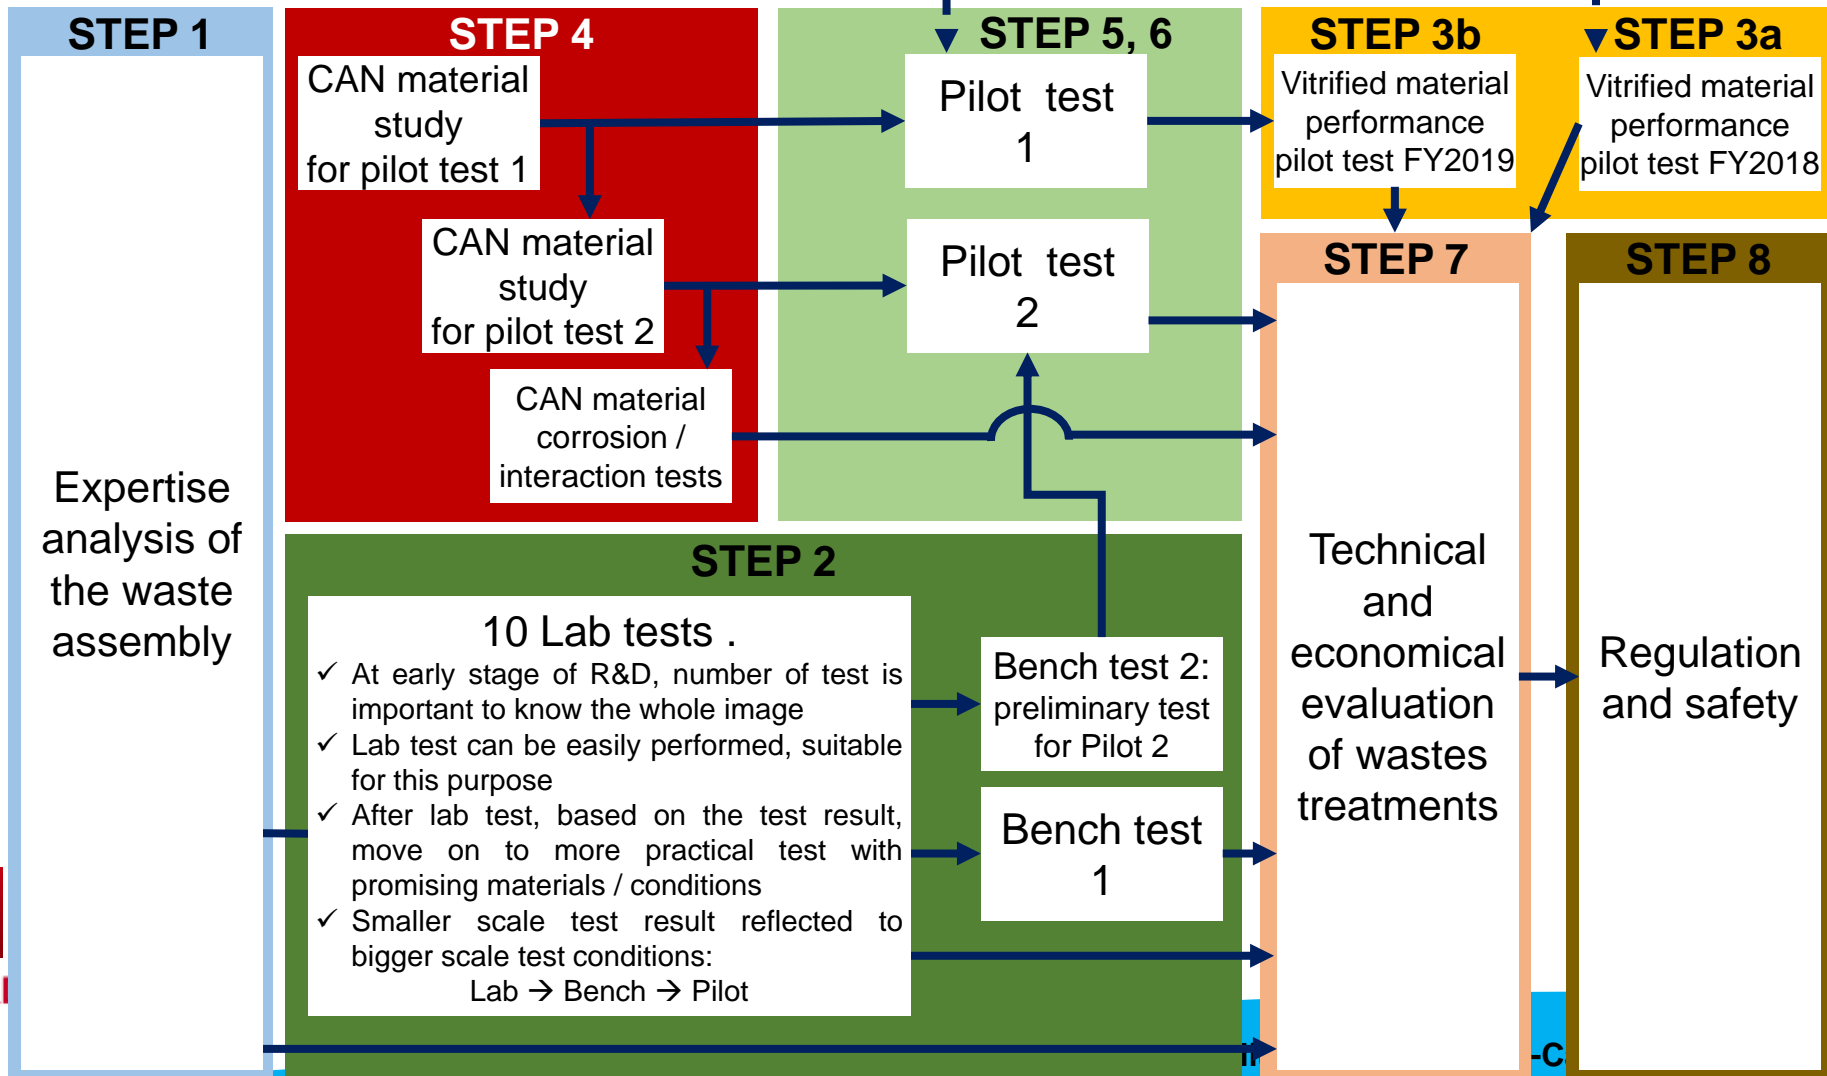 STEP 1
Expertise
analysis of
the waste
assembly
STEP 4
CAN material
study
for pilot test 1
CAN material
study
for pilot test 2
CAN material
corrosion /
interaction tests
STEP 5, 6
Pilot test
1
Pilot test
2
STEP 3b
Vitrified material
performance
pilot test FY2019
STEP 3a
Vitrified material
performance
pilot test FY2018
STEP 2
10 Lab tests .
✓ At early stage of R&D, number of test is
important to know the whole image
✓ Lab test can be easily performed, suitable
for this purpose
✓ After lab test, based on the test result,
move on to more practical test with
promising materials / conditions
✓ Smaller scale test result reflected to
bigger scale test conditions:
Lab → Bench → Pilot
Bench test 2:
preliminary test
for Pilot 2
Bench test
1
STEP 7
Technical
and
economical
evaluation
of wastes
treatments
STEP 8
Regulation
and safety